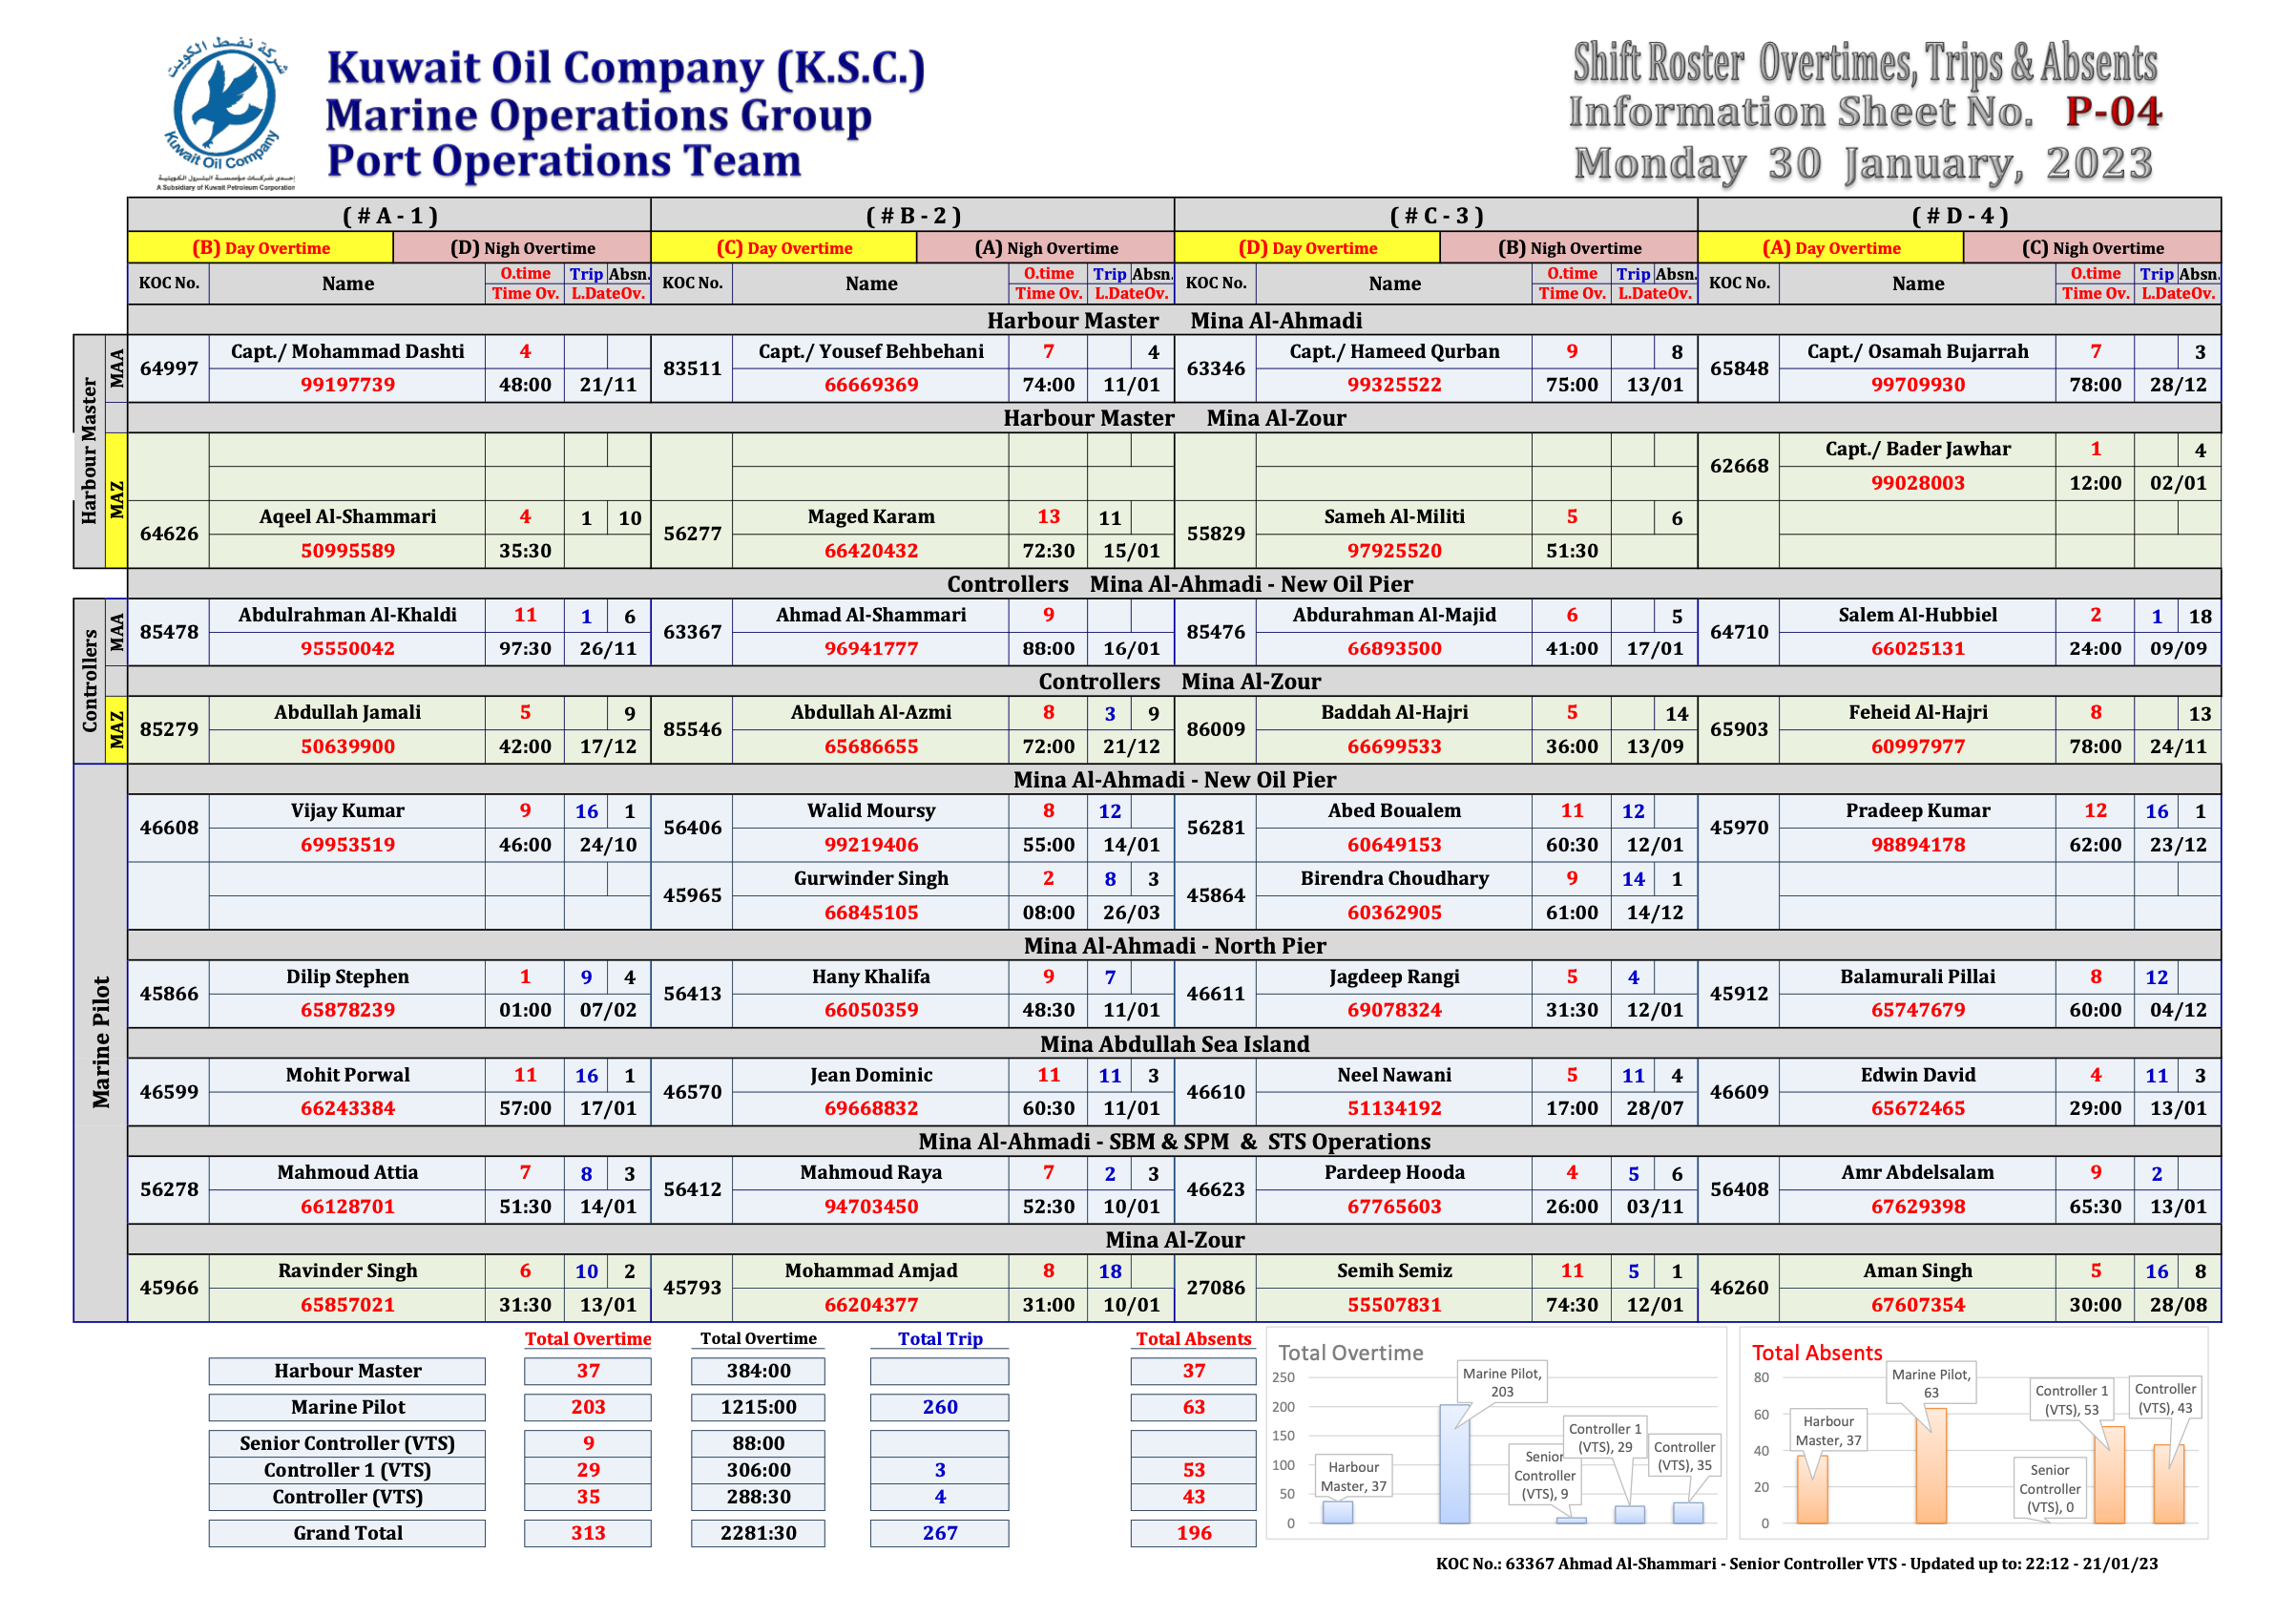 شركة نفط الكويت
Kuwait Oil Company
إحدى شركات مؤسسة البترول الكويتية
A Subsidiary of Kuwait Petroleum Corporation
Kuwait Oil Company (K.S.C.)
Marine Operations Group
Port Operations Team
Shift Roster Overtimes, Trips & Absents
Information Sheet No. P-04
Monday 30 January, 2023
( # A - 1 ) ( # B - 2 ) ( # C - 3 ) ( # D - 4 )
(B) Day Overtime (D) Nigh Overtime (C) Day Overtime (A) Nigh Overtime (D) Day Overtime (B) Nigh Overtime (A) Day Overtime (C) Nigh Overtime
KOC No. Name O.time Trip Absn. KOC No. Name O.time Trip Absn. KOC No. Name O.time Trip Absn. KOC No. Name O.time Trip Absn.
Time Ov. L.DateOv. Time Ov. L.DateOv. Time Ov. L.DateOv. Time Ov. L.DateOv.
Harbour Master Mina Al-Ahmadi
Harbour Master
MAA
64997 Capt./ Mohammad Dashti 4 83511 Capt./ Yousef Behbehani 7 4 63346 Capt./ Hameed Qurban 9 8 65848 Capt./ Osamah Bujarrah 7 3
99197739 48:00 21/11 66669369 74:00 11/01 99325522 75:00 13/01 99709930 78:00 28/12
Harbour Master Mina Al-Zour
MAZ
62668 Capt./ Bader Jawhar 1 4
99028003 12:00 02/01
64626 Aqeel Al-Shammari 4 1 10 56277 Maged Karam 13 11 55829 Sameh Al-Militi 5 6
50995589 35:30 66420432 72:30 15/01 97925520 51:30
Controllers Mina Al-Ahmadi - New Oil Pier
Controllers
MAA
85478 Abdulrahman Al-Khaldi 11 1 6 63367 Ahmad Al-Shammari 9 85476 Abdurahman Al-Majid 6 5 64710 Salem Al-Hubbiel 2 1 18
95550042 97:30 26/11 96941777 88:00 16/01 66893500 41:00 17/01 66025131 24:00 09/09
Controllers Mina Al-Zour
MAZ
85279 Abdullah Jamali 5 9 85546 Abdullah Al-Azmi 8 3 9 86009 Baddah Al-Hajri 5 14 65903 Feheid Al-Hajri 8 13
50639900 42:00 17/12 65686655 72:00 21/12 66699533 36:00 13/09 60997977 78:00 24/11
Marine Pilot
Mina Al-Ahmadi - New Oil Pier
46608 Vijay Kumar 9 16 1 56406 Walid Moursy 8 12 56281 Abed Boualem 11 12 45970 Pradeep Kumar 12 16 1
69953519 46:00 24/10 99219406 55:00 14/01 60649153 60:30 12/01 98894178 62:00 23/12
45965 Gurwinder Singh 2 8 3 45864 Birendra Choudhary 9 14 1
66845105 08:00 26/03 60362905 61:00 14/12
Mina Al-Ahmadi - North Pier
45866 Dilip Stephen 1 9 4 56413 Hany Khalifa 9 7 46611 Jagdeep Rangi 5 4 45912 Balamurali Pillai 8 12
65878239 01:00 07/02 66050359 48:30 11/01 69078324 31:30 12/01 65747679 60:00 04/12
Mina Abdullah Sea Island
46599 Mohit Porwal 11 16 1 46570 Jean Dominic 11 11 3 46610 Neel Nawani 5 11 4 46609 Edwin David 4 11 3
66243384 57:00 17/01 69668832 60:30 11/01 51134192 17:00 28/07 65672465 29:00 13/01
Mina Al-Ahmadi - SBM & SPM & STS Operations
56278 Mahmoud Attia 7 8 3 56412 Mahmoud Raya 7 2 3 46623 Pardeep Hooda 4 5 6 56408 Amr Abdelsalam 9 2
66128701 51:30 14/01 94703450 52:30 10/01 67765603 26:00 03/11 67629398 65:30 13/01
Mina Al-Zour
45966 Ravinder Singh 6 10 2 45793 Mohammad Amjad 8 18 27086 Semih Semiz 11 5 1 46260 Aman Singh 5 16 8
65857021 31:30 13/01 66204377 31:00 10/01 55507831 74:30 12/01 67607354 30:00 28/08
Total Overtime Total Overtime Total Trip Total Absents
Harbour Master 37 384:00 37
Marine Pilot 203 1215:00 260 63
Senior Controller (VTS) 9 88:00
Controller 1 (VTS) 29 306:00 3 53
Controller (VTS) 35 288:30 4 43
Grand Total 313 2281:30 267 196
Total Overtime
250
200
150
100
50
0
Harbour
Master, 37
Marine Pilot,
203
Senior
Controller
(VTS), 9
Controller 1
(VTS), 29
Controller
(VTS), 35
Total Absents
80
60
40
20
0
Harbour
Master, 37
Marine Pilot,
63
Senior
Controller
(VTS), 0
Controller 1
(VTS), 53
Controller
(VTS), 43
KOC No.: 63367 Ahmad Al-Shammari - Senior Controller VTS - Updated up to: 22:12 - 21/01/23